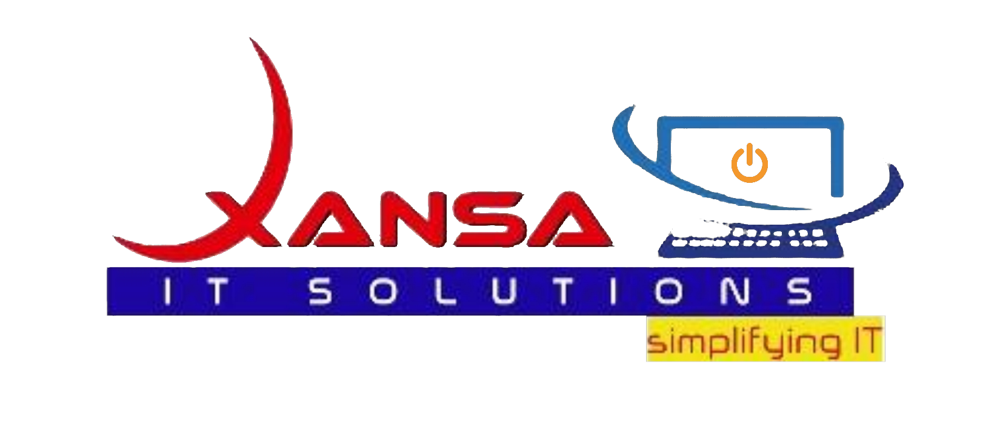 XANSA
IT SOLUTIONS
simplifying IT